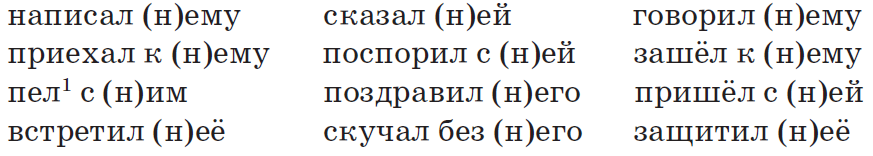 написал (н)ему сказал (н)ей говорил (н)ему
приехал к (н)ему поспорил с (н)ей зашёл к (н)ему
пел¹ с (н)им поздравил (н)его пришёл с (н)ей
встретил (н)её скучал без (н)его защитил (н)её